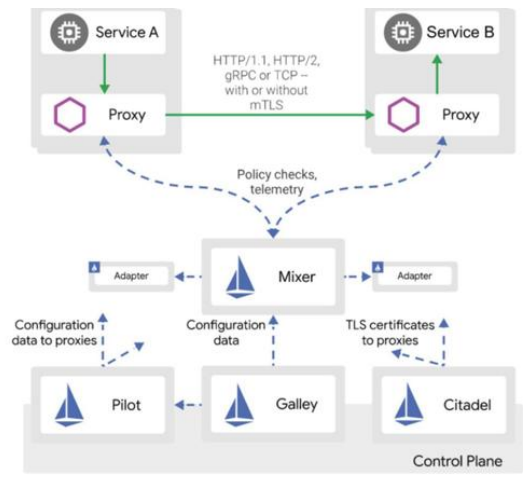 Service A
Service B
HTTP/1.1, HTTP/2,
gRPC or TCP --
with or without
mTLS
Proxy
Proxy
Policy checks,
telemetry
Adapter
Mixer
Adapter
Configuration
data to proxies
Configuration
data
TLS certificates
to proxies
Pilot
Galley
Citadel
Control Plane